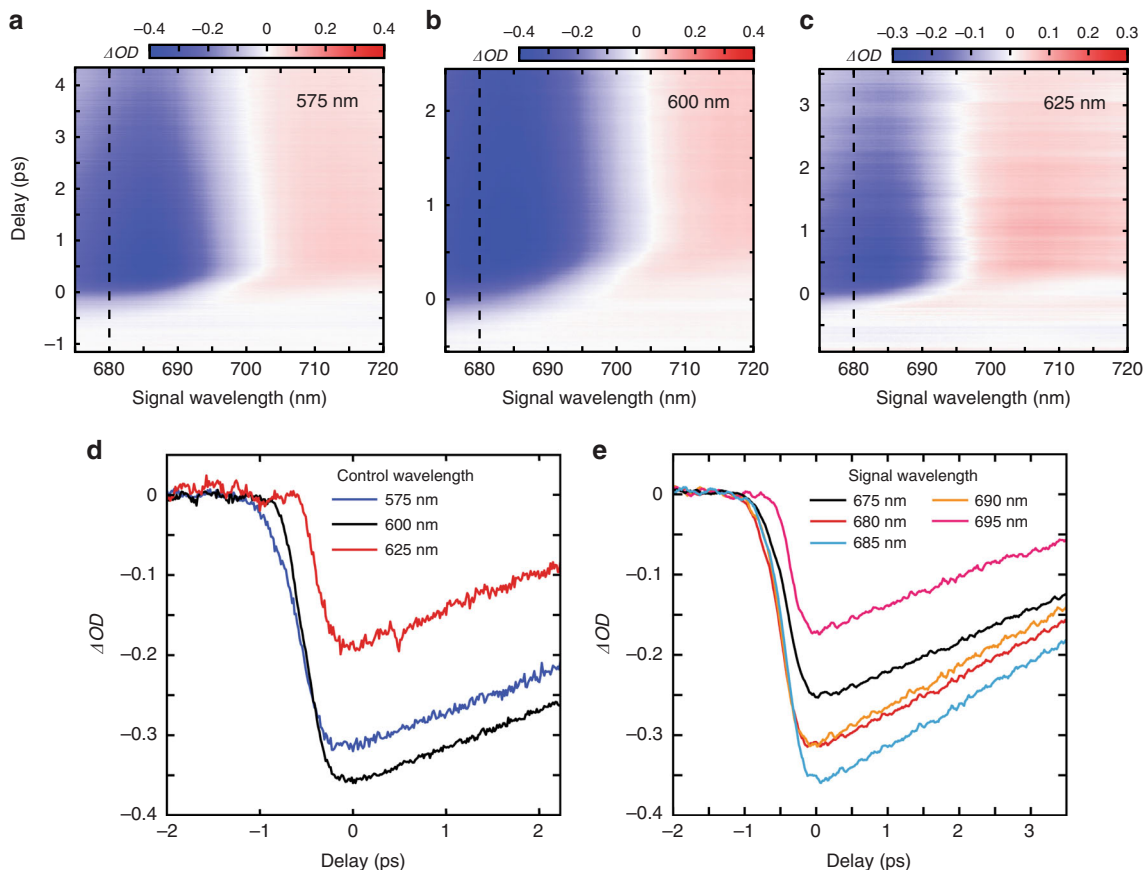 a
−0.4 −0.2 0 0.2 0.4
ΔOD
575 nm
4
3
2
1
0
−1
Delay (ps)
680 690 700 710 720
Signal wavelength (nm)
b
−0.4 −0.2 0 0.2 0.4
ΔOD
600 nm
2
1
0
680 690 700 710 720
Signal wavelength (nm)
c
−0.3 −0.2 −0.1 0 0.1 0.2 0.3
ΔOD
625 nm
3
2
1
0
680 690 700 710 720
Signal wavelength (nm)
d
Control wavelength
575 nm
600 nm
625 nm
0
−0.1
−0.2
−0.3
−0.4
ΔOD
−2 −1 0 1 2
Delay (ps)
e
Signal wavelength
675 nm 690 nm
680 nm 695 nm
685 nm
0
−0.1
−0.2
−0.3
−0.4
ΔOD
−2 −1 0 1 2 3
Delay (ps)